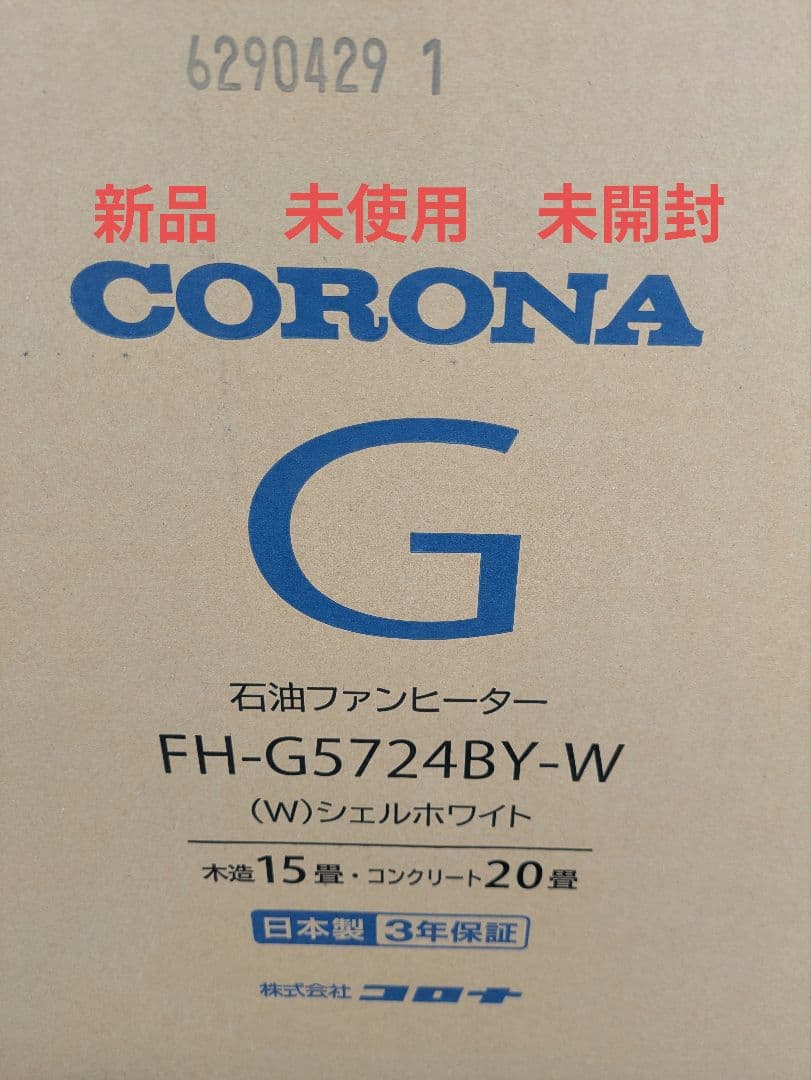 6290429 1
新品　未使用　未開封
CORONA
G
石油ファンヒーター
FH-G5724BY-W
(W)シェルホワイト
木造15畳・コンクリート20畳
日本製 3年保証
株式会社 コロナ